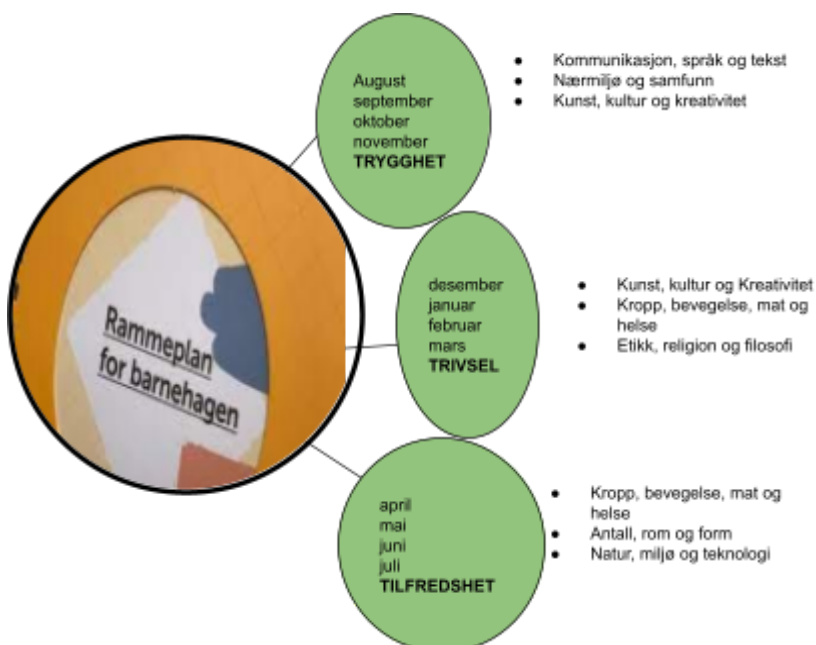 Rammeplan
for barnehagen
August
september
oktober
november
TRYGGHET
● Kommunikasjon, språk og tekst
● Nærmiljø og samfunn
● Kunst, kultur og kreativitet
desember
januar
februar
mars
TRIVSEL
● Kunst, kultur og Kreativitet
● Kropp, bevegelse, mat og
helse
● Etikk, religion og filosofi
april
mai
juni
juli
TILFREDSHET
● Kropp, bevegelse, mat og
helse
● Antall, rom og form
● Natur, miljø og teknologi